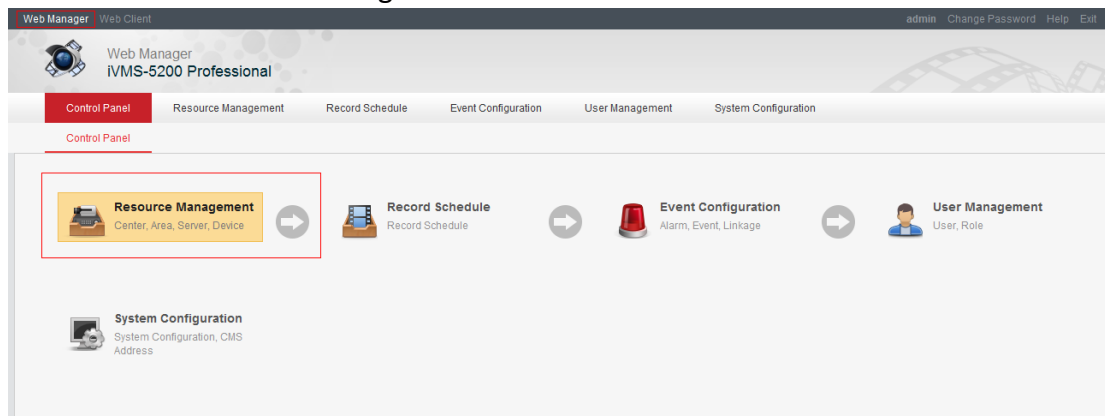 Web Manager Web Client admin Change Password Help Exit
Web Manager
iVMS-5200 Professional
Control Panel Resource Management Record Schedule Event Configuration User Management System Configuration
Control Panel
Resource Management
Center, Area, Server, Device
Record Schedule
Record Schedule
Event Configuration
Alarm, Event, Linkage
User Management
User, Role
System Configuration
System Configuration, CMS
Address